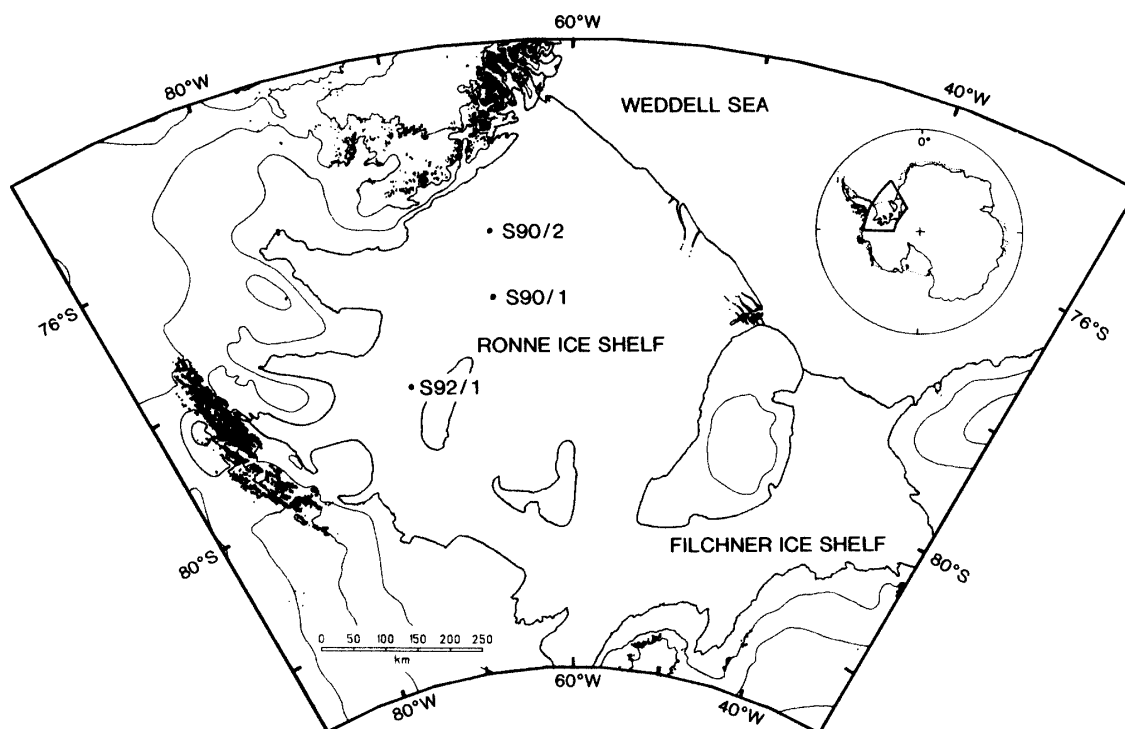 60°W
80°W
40°W
WEDDELL SEA
0°
S90/2
S90/1
76°S
76°S
RONNE ICE SHELF
S92/1
FILCHNER ICE SHELF
80°S
80°S
0 50 100 150 200 250
km
60°W
80°W
40°W